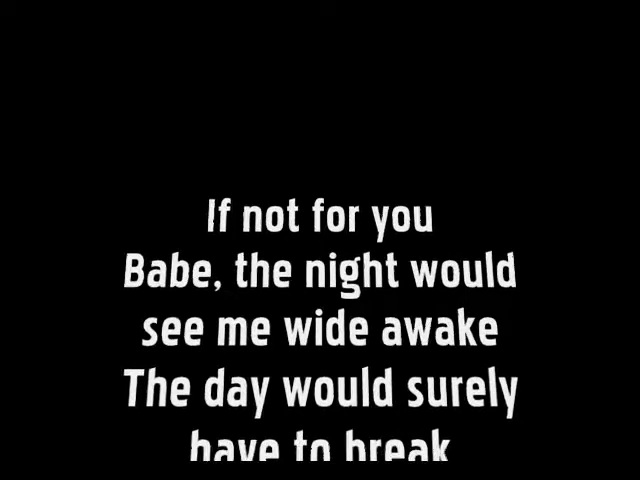 If not for you
Babe, the night would
see me wide awake
The day would surely
have to break